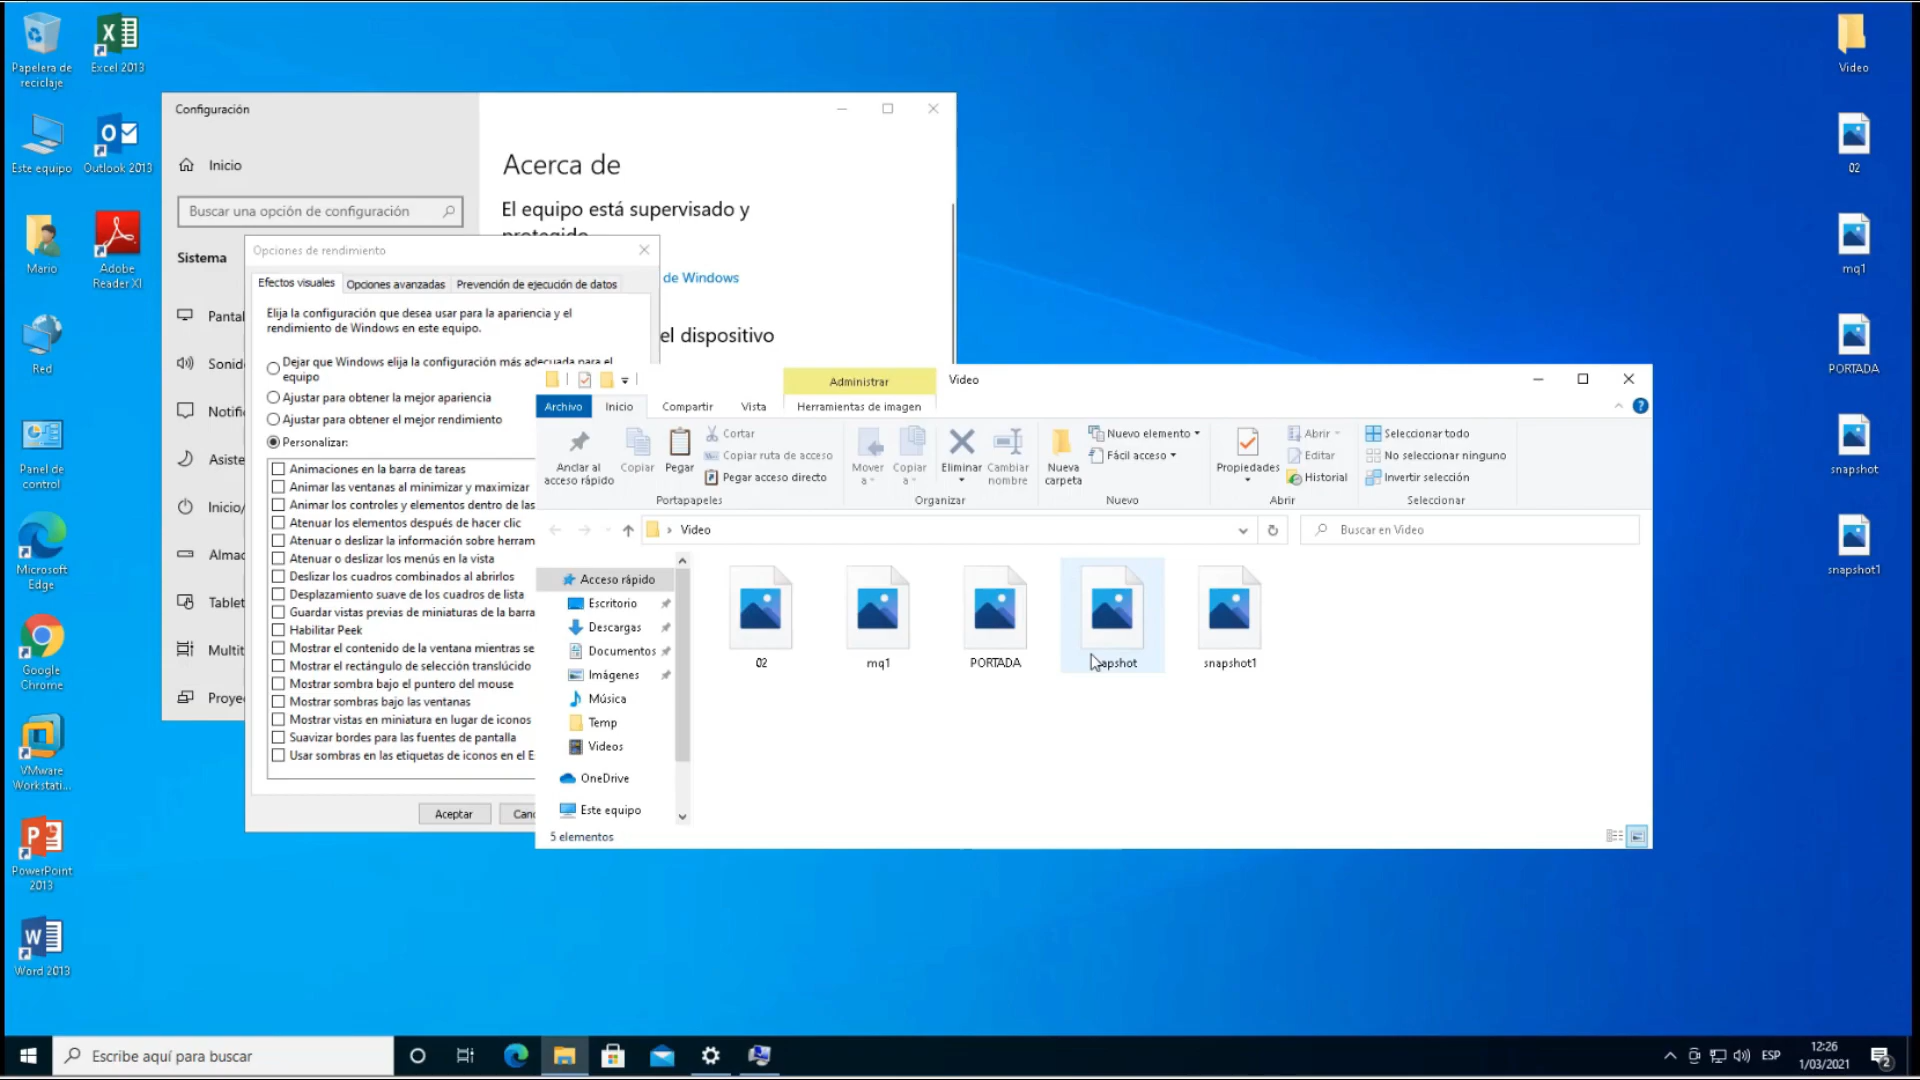 Papelera de
reciclaje
Excel 2013
Este equipo
Outlook 2013
Mario
Adobe
Reader XI
Red
Panel de
control
Microsoft
Edge
Google
Chrome
VMware
Workstati...
PowerPoint
2013
Word 2013
Video
02
mq1
PORTADA
snapshot
snapshot1
Configuración
Inicio
Buscar una opción de configuración
Sistema
Acerca de
El equipo está supervisado y
protegido
de Windows
el dispositivo
Opciones de rendimiento
Efectos visuales
Opciones avanzadas
Prevención de ejecución de datos
Elija la configuración que desea usar para la apariencia y el
rendimiento de Windows en este equipo.
Dejar que Windows elija la configuración más adecuada para el
equipo
Ajustar para obtener la mejor apariencia
Ajustar para obtener el mejor rendimiento
Personalizar:
Animaciones en la barra de tareas
Animar las ventanas al minimizar y maximizar
Animar los controles y elementos dentro de las
Atenuar los elementos después de hacer clic
Atenuar o deslizar la información sobre herram
Atenuar o deslizar los menús en la vista
Deslizar los cuadros combinados al abrirlos
Desplazamiento suave de los cuadros de lista
Guardar vistas previas de miniaturas de la barra
Habilitar Peek
Mostrar el contenido de la ventana mientras se
Mostrar el rectángulo de selección translúcido
Mostrar sombra bajo el puntero del mouse
Mostrar sombras bajo las ventanas
Mostrar vistas en miniatura en lugar de iconos
Suavizar bordes para las fuentes de pantalla
Usar sombras en las etiquetas de iconos en el E
Aceptar
Canc
Pantal
Sonid
Notifi
Asiste
Inicio/
Almac
Tablet
Multit
Proye
Administrar
Video
Archivo
Inicio
Compartir
Vista
Herramientas de imagen
Anclar al
acceso rápido
Copiar
Pegar
Cortar
Copiar ruta de acceso
Pegar acceso directo
Portapapeles
Mover
a
Copiar
a
Eliminar
Cambiar
nombre
Organizar
Nueva
carpeta
Nuevo elemento
Fácil acceso
Nuevo
Propiedades
Abrir
Editar
Historial
Abrir
Seleccionar todo
No seleccionar ninguno
Invertir selección
Seleccionar
Video
Buscar en Video
Acceso rápido
Escritorio
Descargas
Documentos
Imágenes
Música
Temp
Videos
OneDrive
Este equipo
02
mq1
PORTADA
snapshot
snapshot1
5 elementos
Escribe aquí para buscar
ESP
12:26
1/03/2021
2